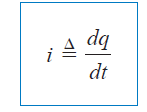 i ≜ dq/dt